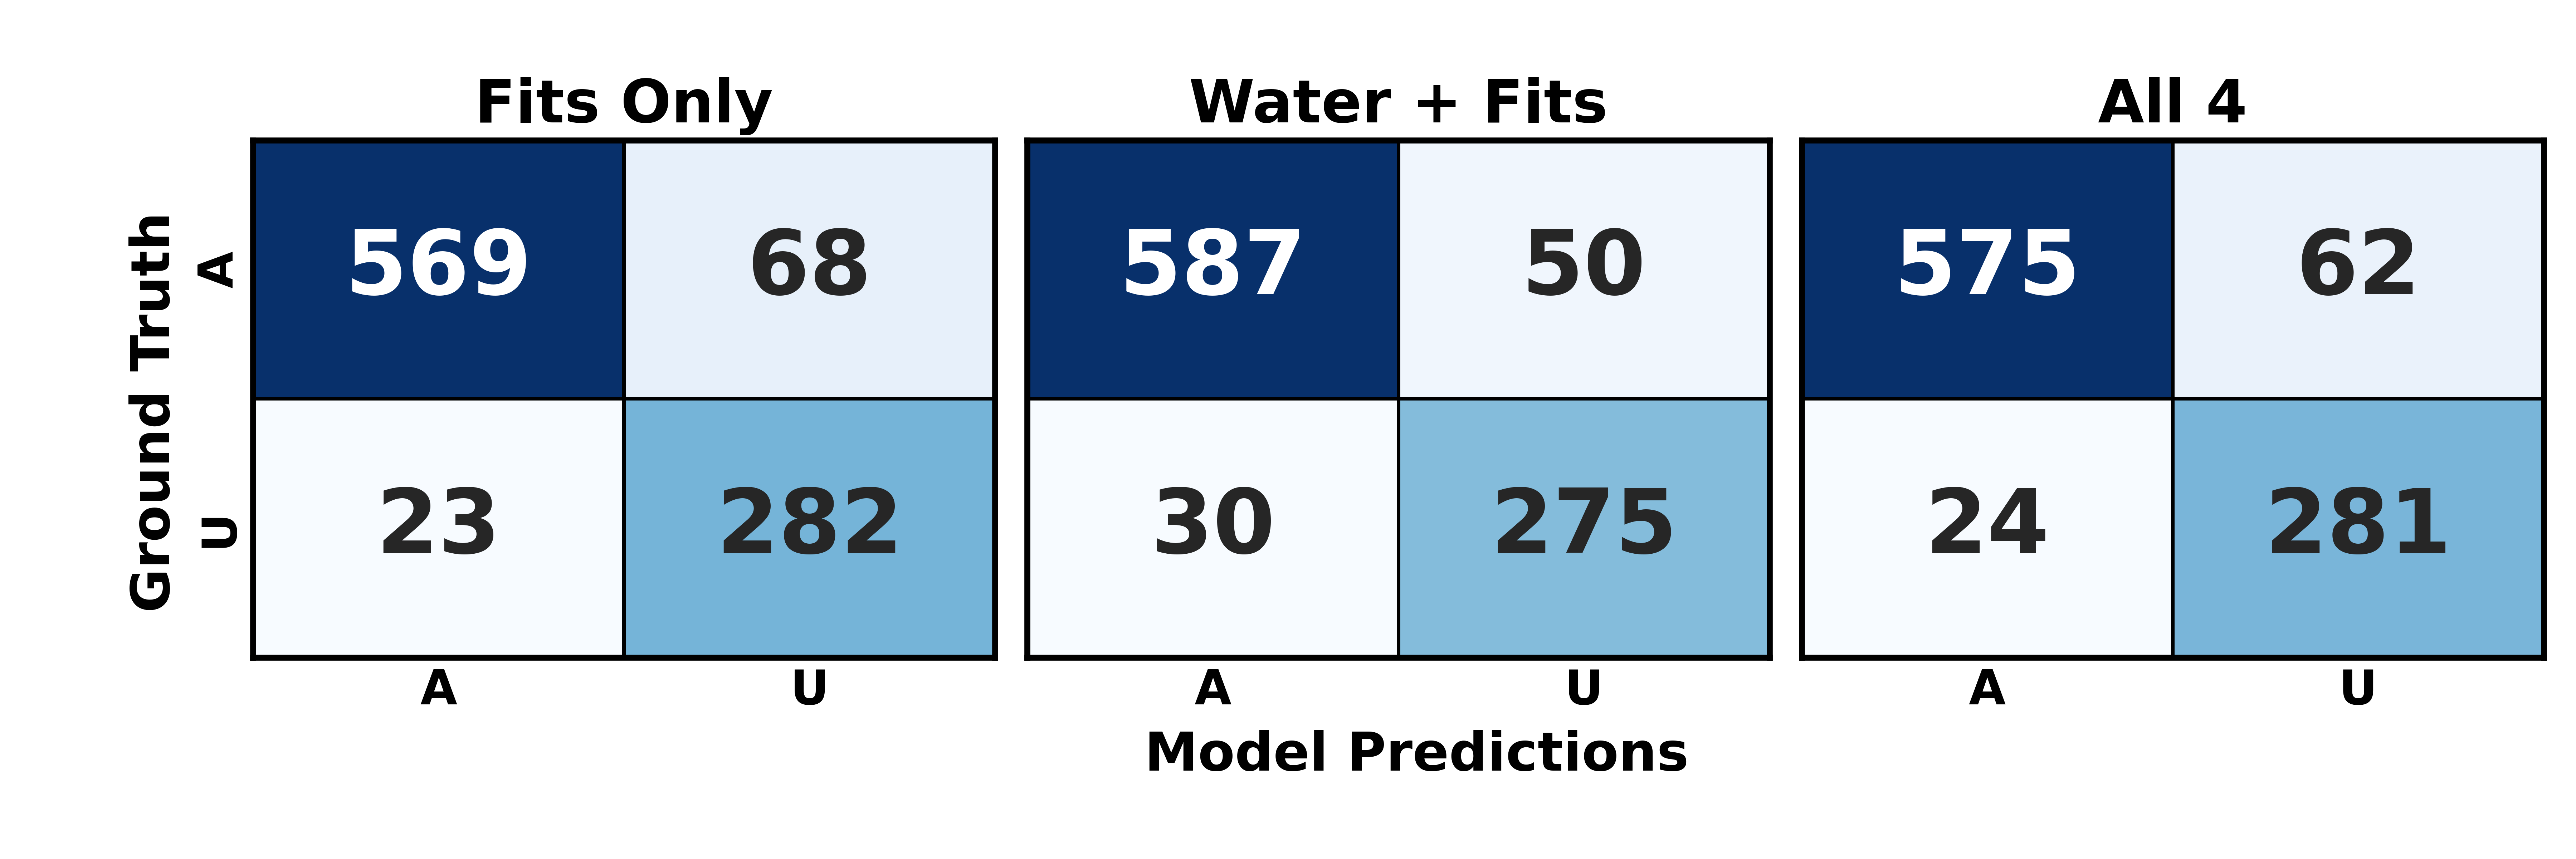 Fits Only
Water + Fits
All 4
Ground Truth
A
569
68
587
50
575
62
U
23
282
30
275
24
281
A
U
A
U
A
U
Model Predictions